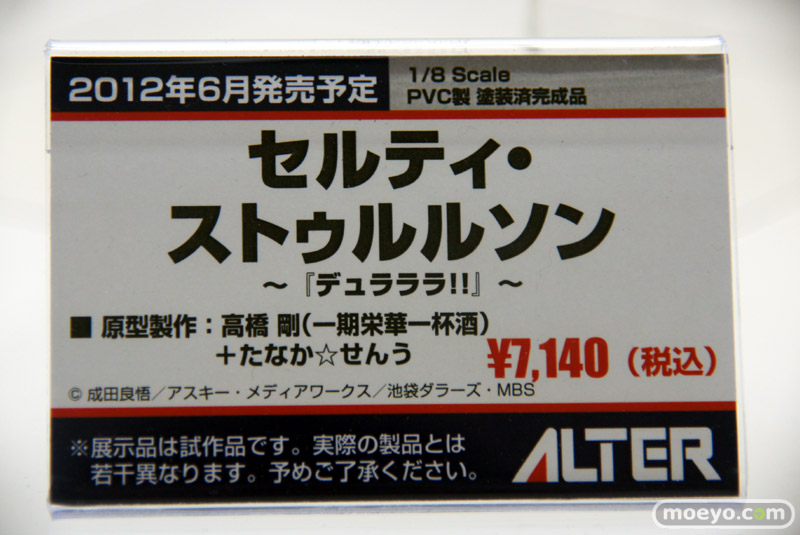 2012年6月発売予定
1/8 Scale
PVC製 塗装済完成品
セルティ・
ストゥルルソン
～『デュラララ!!』～
■ 原型製作：高橋 剛（一期栄華一杯酒）
＋たなか☆せんう
¥7,140（税込）
© 成田良悟／アスキー・メディアワークス／池袋ダラーズ・MBS
※展示品は試作品です。実際の製品とは
若干異なります。予めご了承ください。
ALTER
moeyo.com